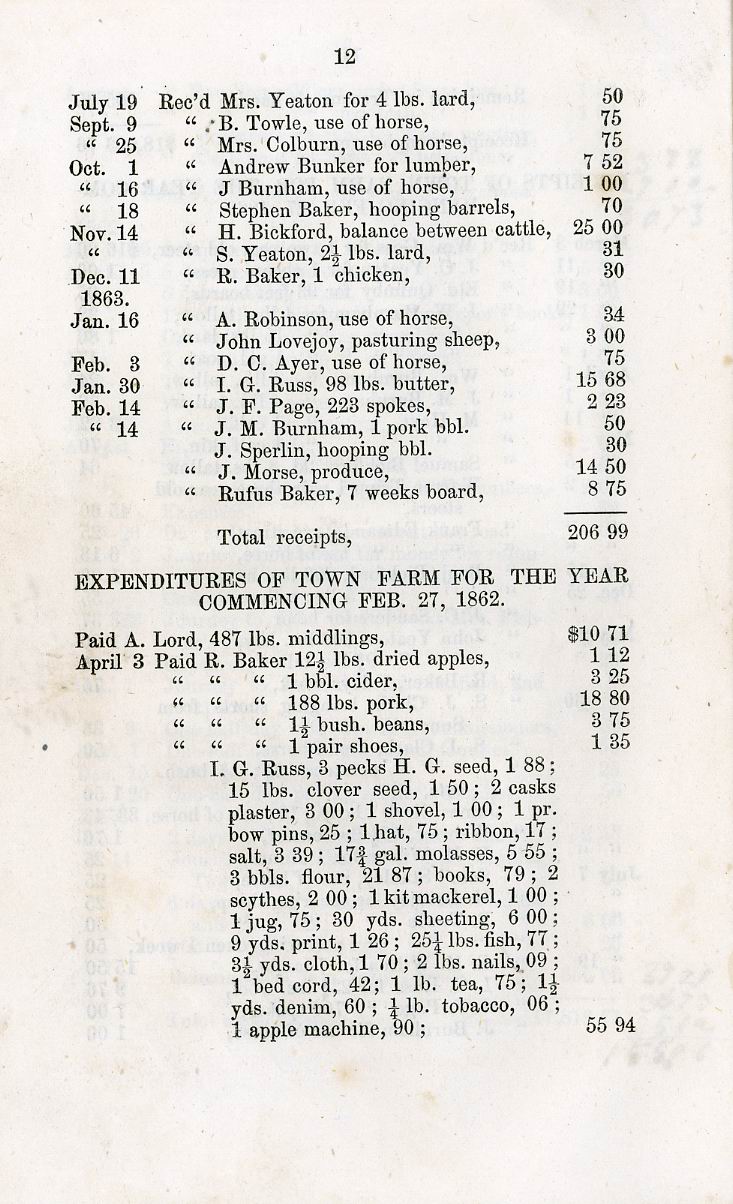 12
July 19 Rec'd Mrs. Yeaton for 4 lbs. lard, 50
Sept. 9 “ B. Towle, use of horse, 75
“ 25 “ Mrs. Colburn, use of horse, 75
Oct. 1 “ Andrew Bunker for lumber, 7 52
“ 16 “ J Burnham, use of horse, 1 00
“ 18 “ Stephen Baker, hooping barrels, 70
Nov. 14 “ H. Bickford, balance between cattle, 25 00
“ “ S. Yeaton, 2½ lbs. lard, 31
Dec. 11 “ R. Baker, 1 chicken, 30
1863.
Jan. 16 “ A. Robinson, use of horse, 34
“ John Lovejoy, pasturing sheep, 3 00
Feb. 3 “ D. C. Ayer, use of horse, 75
Jan. 30 “ I. G. Russ, 98 lbs. butter, 15 68
Feb. 14 “ J. F. Page, 223 spokes, 2 23
“ 14 “ J. M. Burnham, 1 pork bbl. 50
J. Sperlin, hooping bbl. 30
“ J. Morse, produce, 14 50
“ Rufus Baker, 7 weeks board, 8 75
Total receipts, 206 99
EXPENDITURES OF TOWN FARM FOR THE YEAR
COMMENCING FEB. 27, 1862.
Paid A. Lord, 487 lbs. middlings, $10 71
April 3 Paid R. Baker 12½ lbs. dried apples, 1 12
“ “ “ 1 bbl. cider, 3 25
“ “ “ 188 lbs. pork, 18 80
“ “ “ 1½ bush. beans, 3 75
“ “ “ 1 pair shoes, 1 35
I. G. Russ, 3 pecks H. G. seed, 1 88;
15 lbs. clover seed, 1 50; 2 casks
plaster, 3 00; 1 shovel, 1 00; 1 pr.
bow pins, 25; 1 hat, 75; ribbon, 17;
salt, 3 39; 17¾ gal. molasses, 5 55;
3 bbls. flour, 21 87; books, 79; 2
scythes, 2 00; 1 kit mackerel, 1 00;
1 jug, 75; 30 yds. sheeting, 6 00;
9 yds. print, 1 26; 25¼ lbs. fish, 77;
3½ yds. cloth, 1 70; 2 lbs. nails, 09;
1 bed cord, 42; 1 lb. tea, 75; 1½
yds. denim, 60; ¼ lb. tobacco, 06;
1 apple machine, 90; 55 94